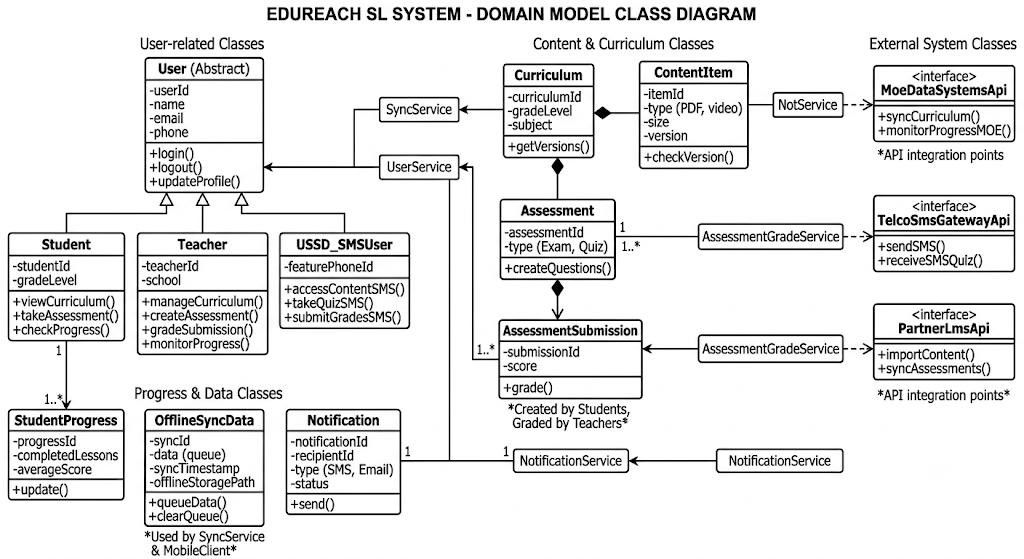 EDUREACH SL SYSTEM - DOMAIN MODEL CLASS DIAGRAM
User-related Classes
User (Abstract)
-userId
-name
-email
-phone
+login()
+logout()
+updateProfile()
Student
-studentId
-gradeLevel
+viewCurriculum()
+takeAssessment()
+checkProgress()
Teacher
-teacherId
-school
+manageCurriculum()
+createAssessment()
+gradeSubmission()
+monitorProgress()
USSD_SMSUser
-featurePhoneId
+accessContentSMS()
+takeQuizSMS()
+submitGradesSMS()
1
1..*
Progress & Data Classes
StudentProgress
-progressId
-completedLessons
-averageScore
+update()
OfflineSyncData
-syncId
-data (queue)
-syncTimestamp
-offlineStoragePath
+queueData()
+clearQueue()
*Used by SyncService
& MobileClient*
Notification
-notificationId
-recipientId
-type (SMS, Email)
-status
+send()
1
SyncService
UserService
Content & Curriculum Classes
Curriculum
-curriculumId
-gradeLevel
-subject
+getVersions()
ContentItem
-itemId
-type (PDF, video)
-size
-version
+checkVersion()
Assessment
-assessmentId
-type (Exam, Quiz)
+createQuestions()
1
1..*
AssessmentSubmission
-submissionId
-score
+grade()
1..*
*Created by Students,
Graded by Teachers*
1
NotificationService
NotificationService
NotService
AssessmentGradeService
AssessmentGradeService
External System Classes
<interface>
MoeDataSystemsApi
+syncCurriculum()
+monitorProgressMOE()
*API integration points
<interface>
TelcoSmsGatewayApi
+sendSMS()
+receiveSMSQulz()
<interface>
PartnerLmsApi
+importContent()
+syncAssessments()
*API integration points*